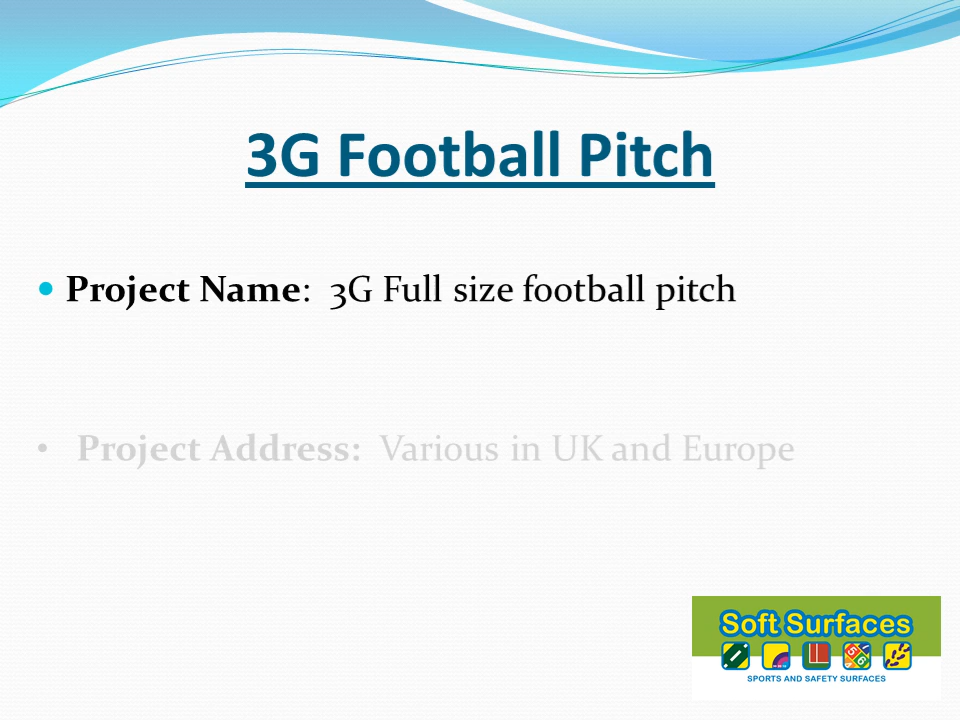 3G Football Pitch
• Project Name: 3G Full size football pitch
• Project Address: Various in UK and Europe
Soft Surfaces
SPORTS AND SAFETY SURFACES